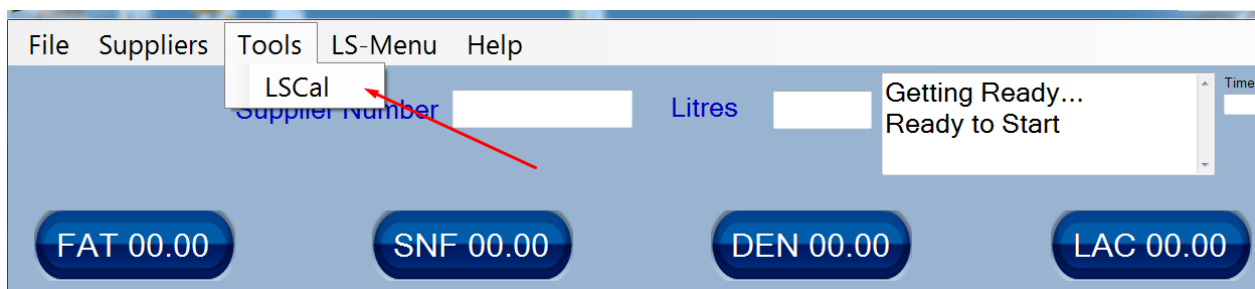 File Suppliers Tools LS-Menu Help
LSCal
Supplier Number
Litres
Getting Ready...
Ready to Start
Time
FAT 00.00
SNF 00.00
DEN 00.00
LAC 00.00